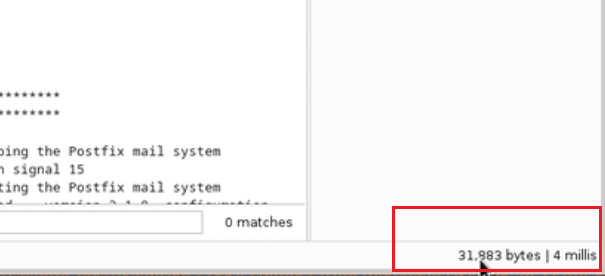 ********
********
ping the Postfix mail system
n signal 15
ting the Postfix mail system
0 matches
31,883 bytes | 4 millis